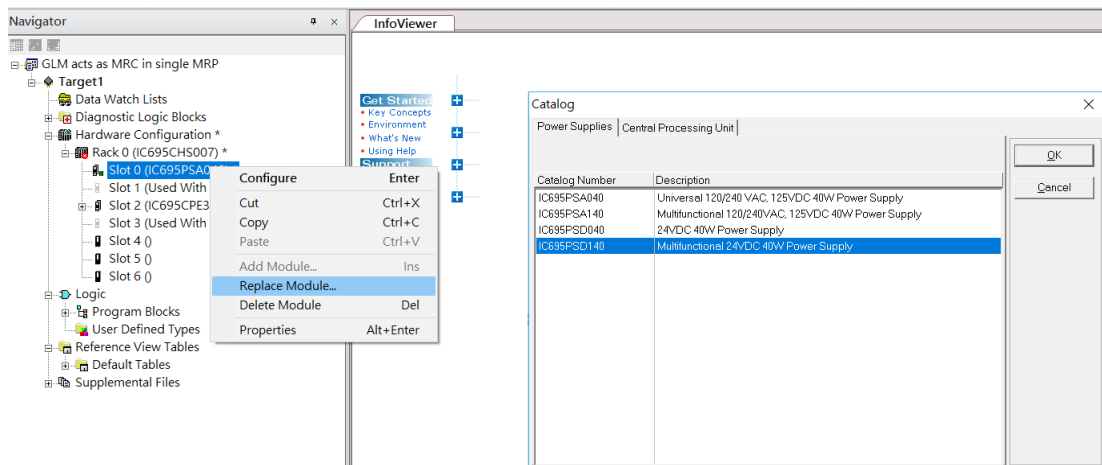 Navigator
GLM acts as MRC in single MRP
Target1
Data Watch Lists
Diagnostic Logic Blocks
Hardware Configuration *
Rack 0 (IC695CHS007) *
Slot 0 (IC695PSA
Slot 1 (Used With
Slot 2 (IC695CPE3
Slot 3 (Used With
Slot 4 ()
Slot 5 ()
Slot 6 ()
Logic
Program Blocks
User Defined Types
Reference View Tables
Default Tables
Supplemental Files
Configure Enter
Cut Ctrl+X
Copy Ctrl+C
Paste Ctrl+V
Add Module... Ins
Replace Module...
Delete Module Del
Properties Alt+Enter
InfoViewer
Get Started
• Key Concepts
• Environment
• What's New
• Using Help
Support
Catalog
Power Supplies Central Processing Unit
OK
Cancel
Catalog Number Description
IC695PSA040 Universal 120/240 VAC, 125VDC 40W Power Supply
IC695PSA140 Multifunctional 120/240VAC, 125VDC 40W Power Supply
IC695PSD040 24VDC 40W Power Supply
IC695PSD140 Multifunctional 24VDC 40W Power Supply